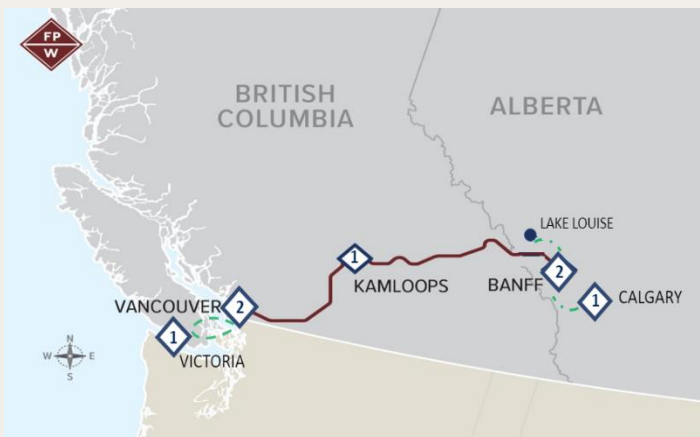 FP
W
BRITISH
COLUMBIA
ALBERTA
LAKE LOUISE
1
KAMLOOPS
BANFF
2
1
CALGARY
VANCOUVER
2
1
VICTORIA
N
W
E
S